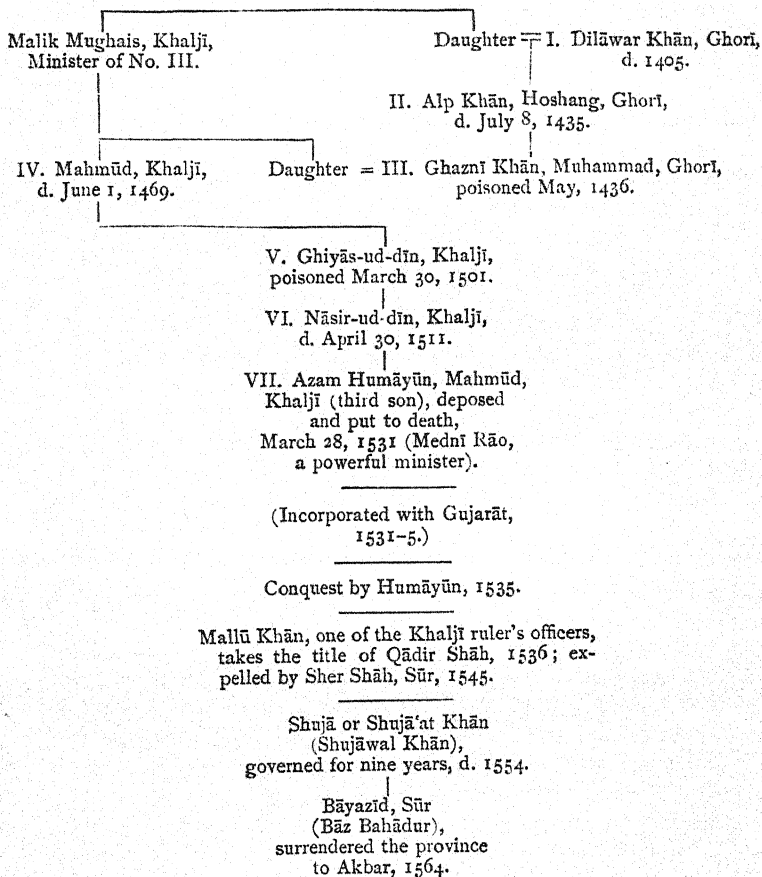 Malik Mughais, Khaljī,
Minister of No. III.
Daughter = I. Dilāwar Khān, Ghorī,
d. 1405.
II. Alp Khān, Hoshang, Ghorī,
d. July 8, 1435.
IV. Mahmūd, Khaljī,
d. June 1, 1469.
Daughter = III. Ghaznī Khān, Muhammad, Ghorī,
poisoned May, 1436.
V. Ghiyās-ud-dīn, Khaljī,
poisoned March 30, 1501.
VI. Nāsir-ud-dīn, Khaljī,
d. April 30, 1511.
VII. Azam Humāyūn, Mahmūd,
Khaljī (third son), deposed
and put to death,
March 28, 1531 (Mednī Rāo,
a powerful minister).
(Incorporated with Gujarāt,
1531–5.)
Conquest by Humāyūn, 1535.
Mallū Khān, one of the Khaljī ruler's officers,
takes the title of Qādir Shāh, 1536; ex-
pelled by Sher Shāh, Sūr, 1545.
Shujā or Shujā‘at Khān
(Shujāwal Khān),
governed for nine years, d. 1554.
Bāyazīd, Sūr
(Bāz Bahādur),
surrendered the province
to Akbar, 1564.